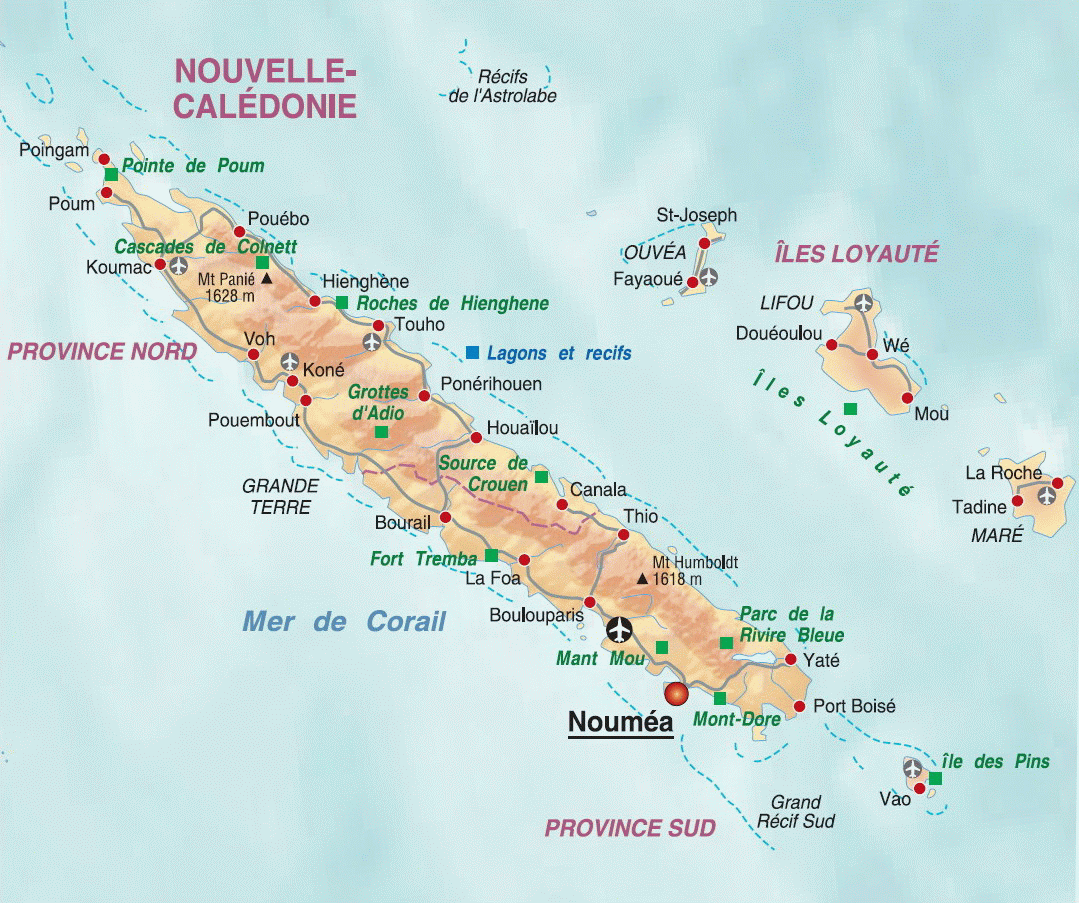 NOUVELLE-
CALÉDONIE
Récifs
de l'Astrolabe
Poingam
Pointe de Poum
Poum
Pouébo
St-Joseph
Cascades de Colnett
OUVÉA
ÎLES LOYAUTÉ
Koumac
Mt Panié
1628 m
Hienghène
Fayaoué
Roches de Hienghene
LIFOU
Touho
Douéoulou
Voh
Wé
PROVINCE NORD
Lagons et recifs
Koné
Ponérihouen
Grottes
d'Adio
Îles Loyauté
Mou
Pouembout
Houaïlou
Source de
Crouen
La Roche
GRANDE
TERRE
Canala
Tadine
Bourail
Thio
MARÉ
Fort Tremba
La Foa
Mt Humboldt
1618 m
Mer de Corail
Boulouparis
Parc de la
Rivire Bleue
Mant Mou
Yaté
Nouméa
Mont-Dore
Port Boisé
île des Pins
Vao
Grand
Récif Sud
PROVINCE SUD